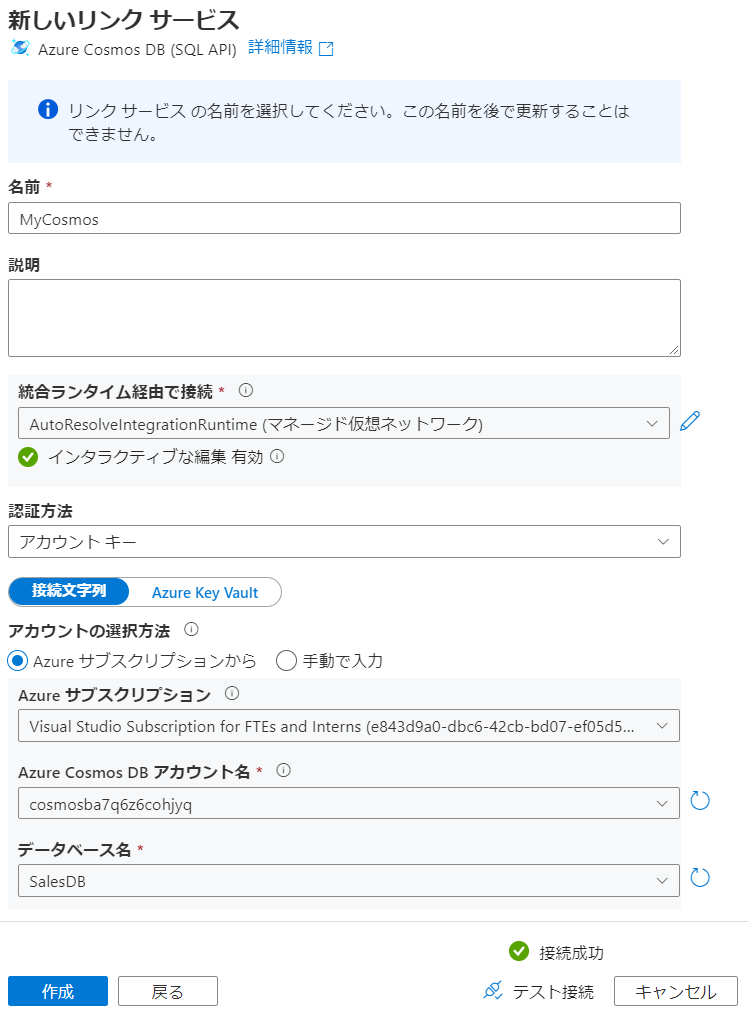 新しいリンク サービス
Azure Cosmos DB (SQL API) 詳細情報
リンク サービス の名前を選択してください。この名前を後で更新することは
できません。
名前 *
MyCosmos
説明
統合ランタイム経由で接続 *
AutoResolveIntegrationRuntime (マネージド仮想ネットワーク)
インタラクティブな編集 有効
認証方法
アカウント キー
接続文字列 Azure Key Vault
アカウントの選択方法
Azure サブスクリプションから 手動で入力
Azure サブスクリプション
Visual Studio Subscription for FTEs and Interns (e843d9a0-dbc6-42cb-bd07-ef05d5...
Azure Cosmos DB アカウント名 *
cosmosba7q6z6cohjyq
データベース名 *
SalesDB
接続成功
作成 戻る テスト接続 キャンセル